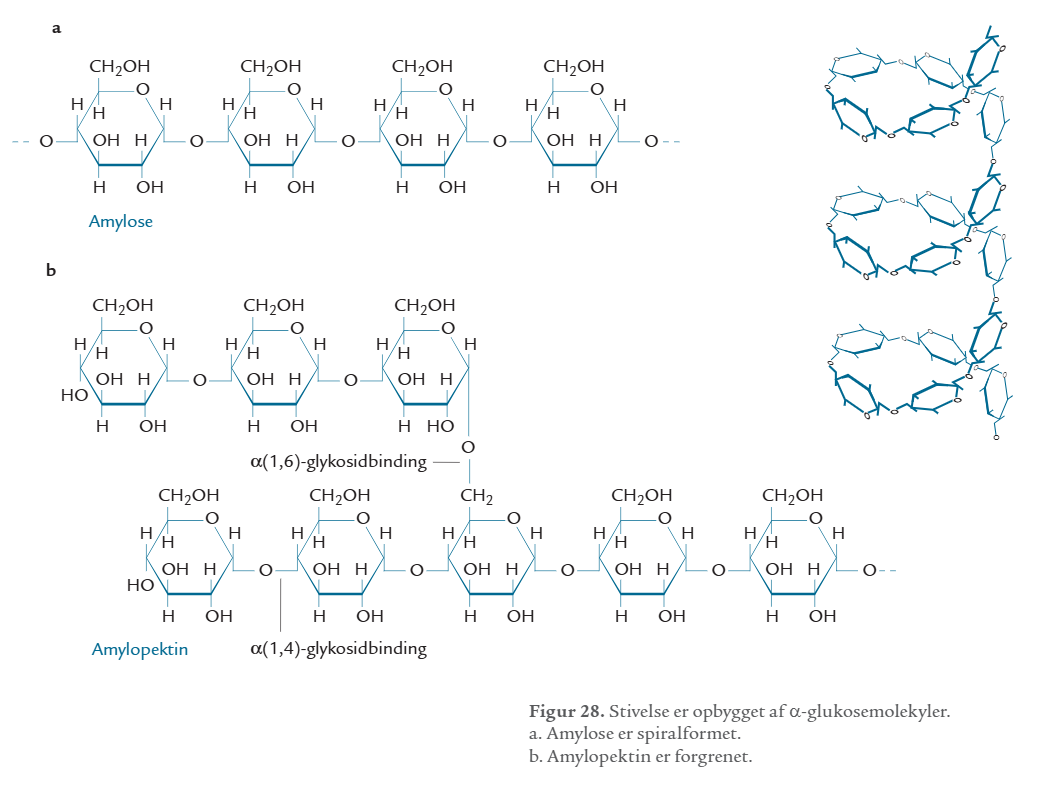 a
CH₂OH CH₂OH CH₂OH CH₂OH
O O O O
H H H H H H H H
H H H H
O OH H O OH H O OH H O OH H O
H OH H OH H OH H OH
Amylose
b
CH₂OH CH₂OH CH₂OH
O O O
H H H H H H
H H H
OH H O OH H O OH H
HO
H OH H OH H HO
O
α(1,6)-glykosidbinding
CH₂OH CH₂OH CH₂ CH₂OH CH₂OH
O O O O O
H H H H H H H H H H
H H H H H
OH H O OH H O OH H O OH H O OH H O
HO
H OH H OH H OH H OH H OH
Amylopektin α(1,4)-glykosidbinding
Figur 28. Stivelse er opbygget af α-glukosemolekyler.
a. Amylose er spiralformet.
b. Amylopektin er forgrenet.